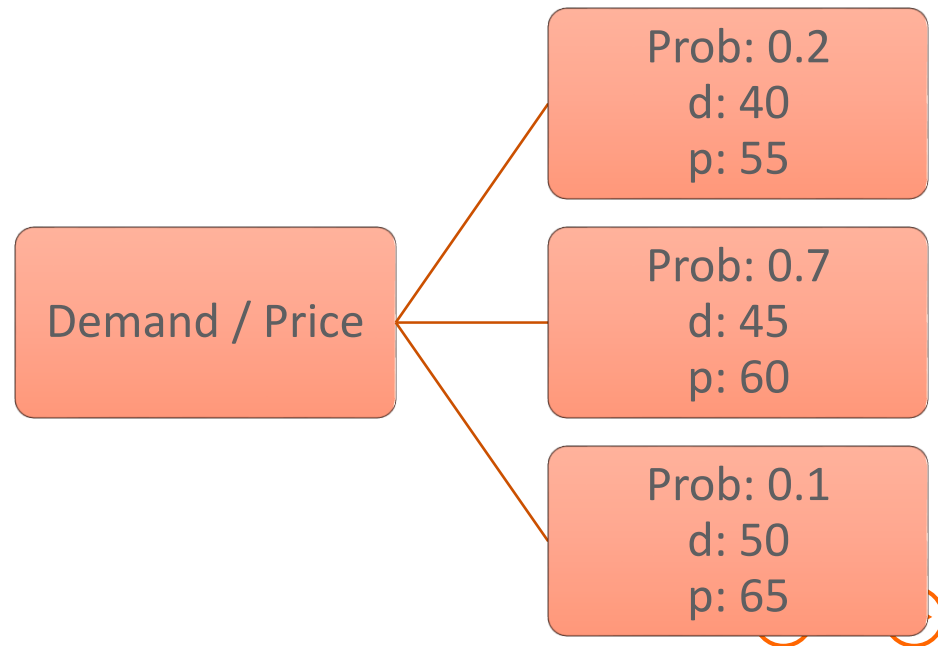 Demand / Price
Prob: 0.2
d: 40
p: 55
Prob: 0.7
d: 45
p: 60
Prob: 0.1
d: 50
p: 65